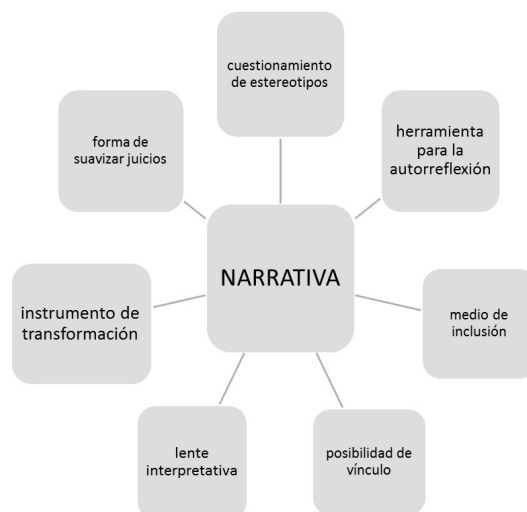 cuestionamiento
de estereotipos
herramienta
para la
autorreflexión
forma de
suavizar juicios
NARRATIVA
instrumento de
transformación
medio de
inclusión
lente
interpretativa
posibilidad de
vínculo